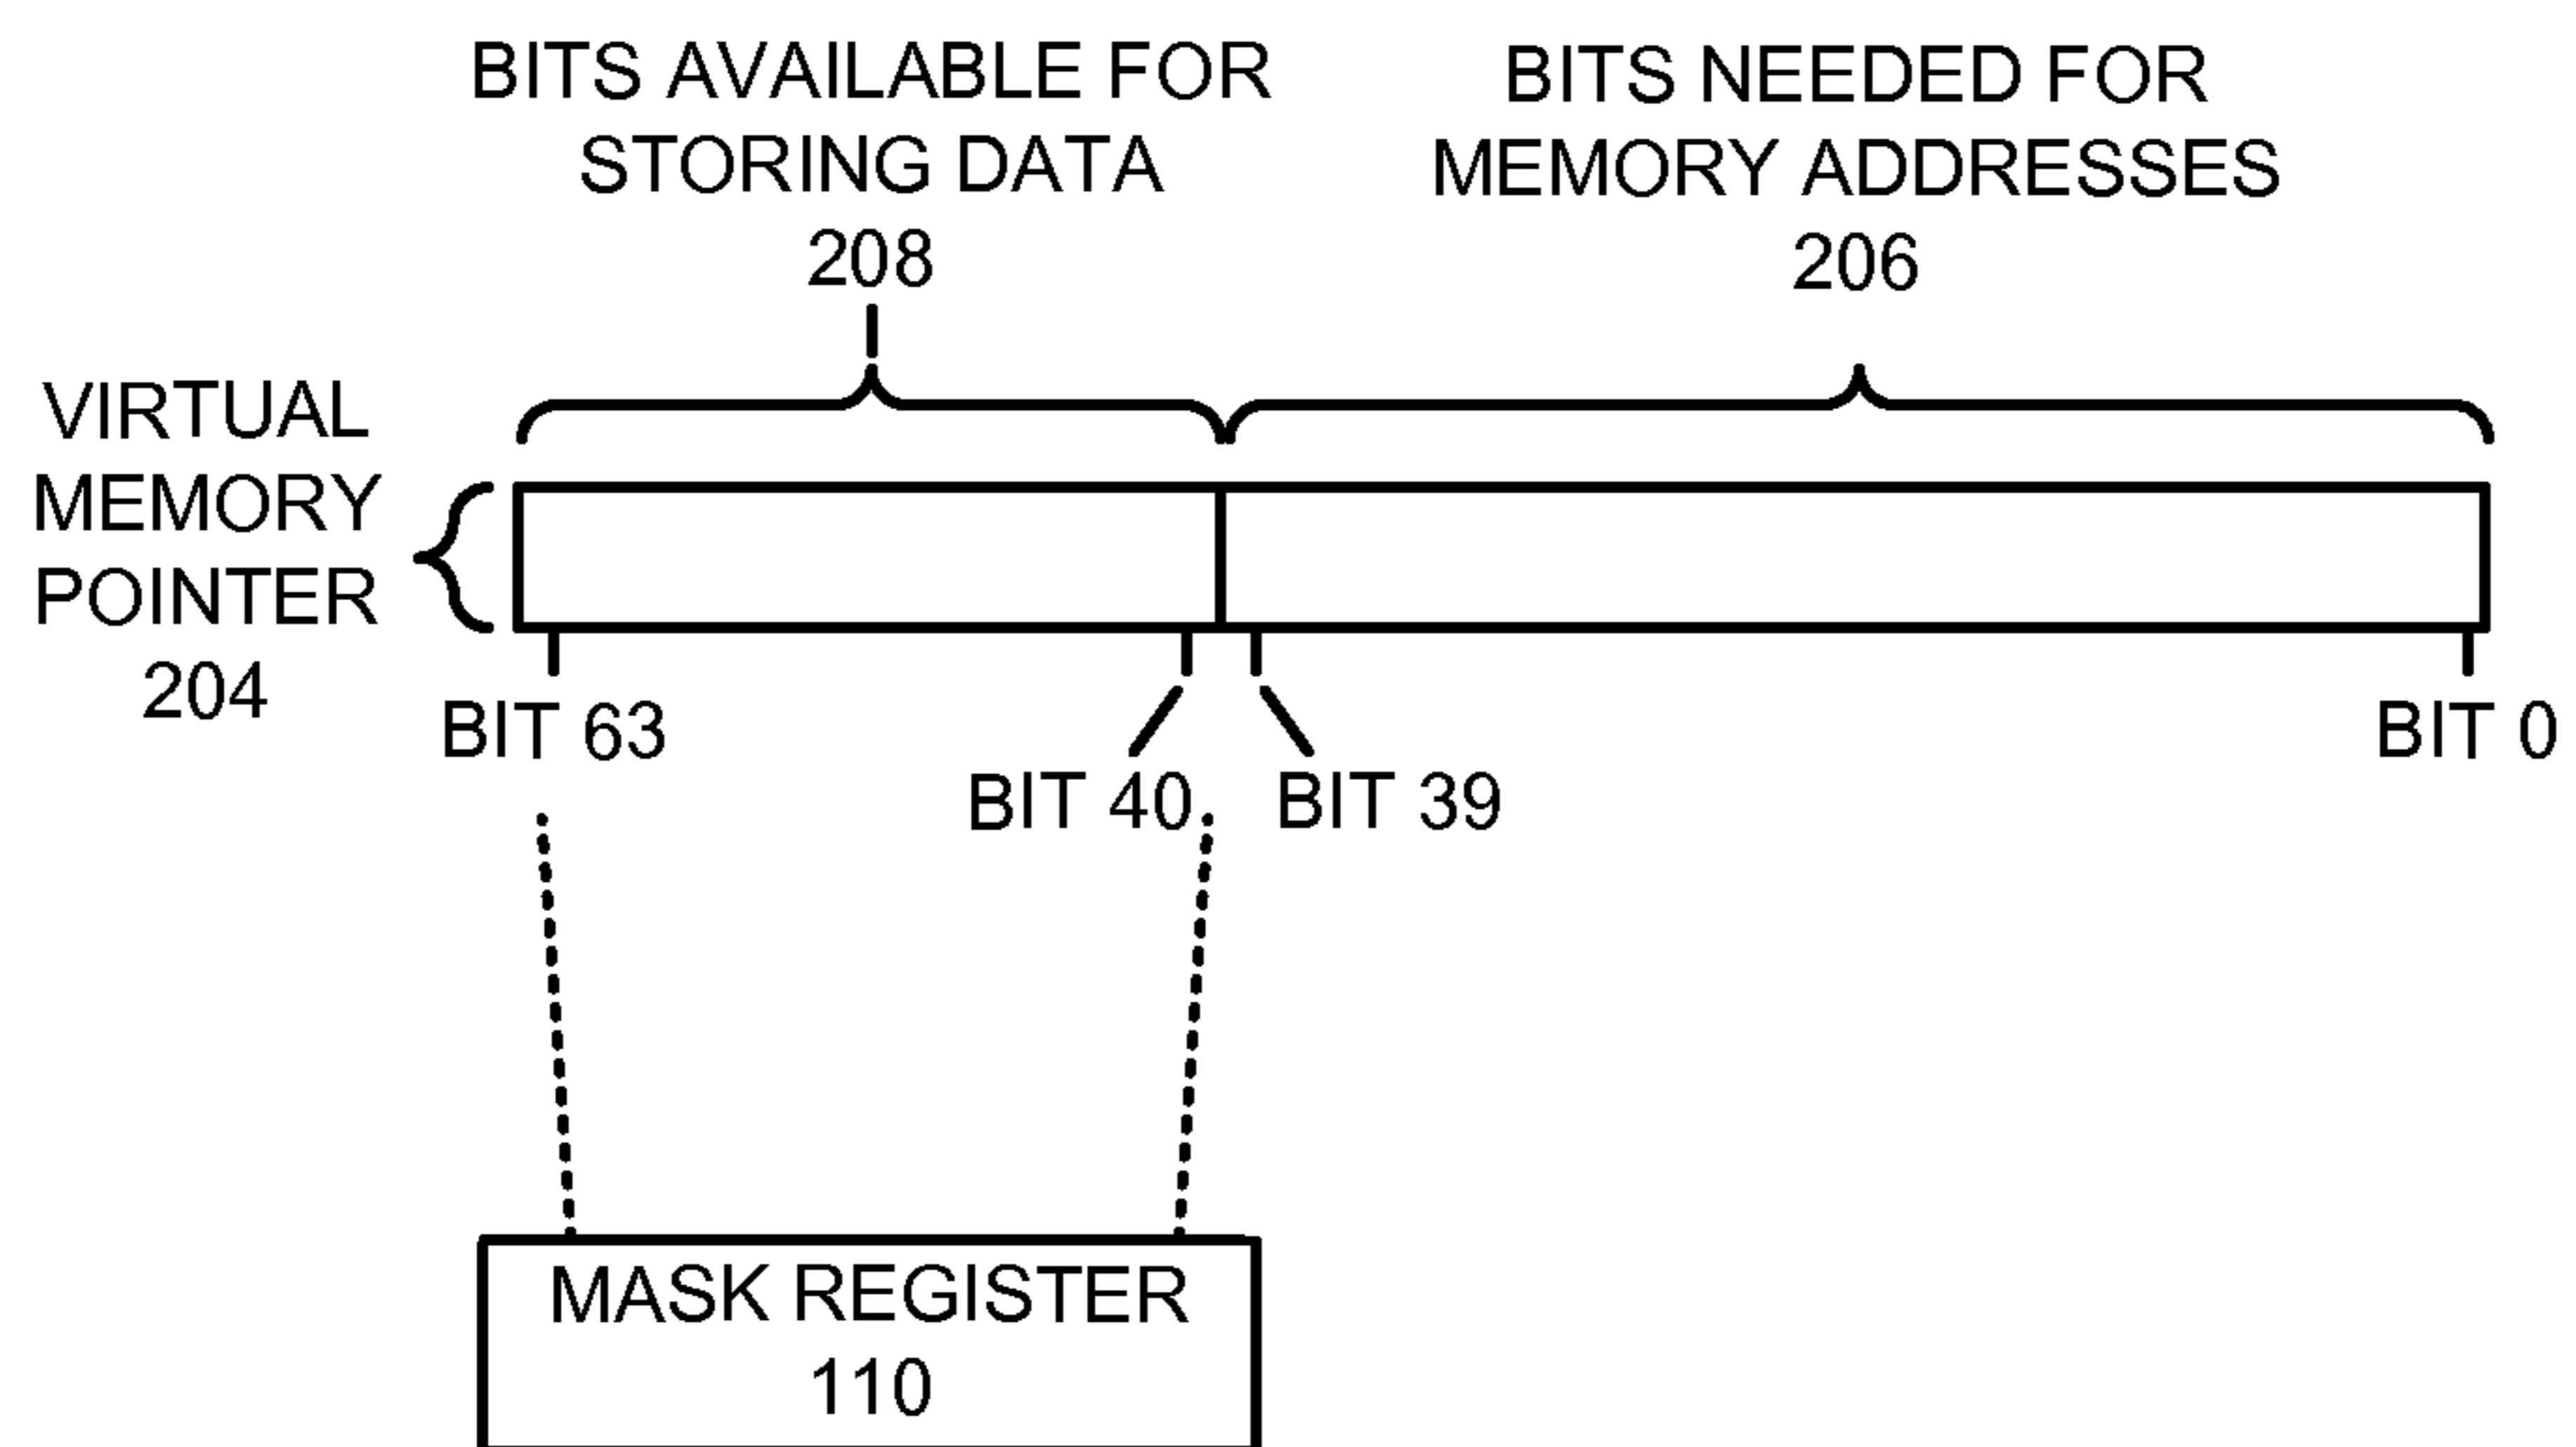 BITS AVAILABLE FOR
STORING DATA
208
BITS NEEDED FOR
MEMORY ADDRESSES
206
VIRTUAL
MEMORY
POINTER
204
BIT 63
BIT 40
BIT 39
BIT 0
MASK REGISTER
110